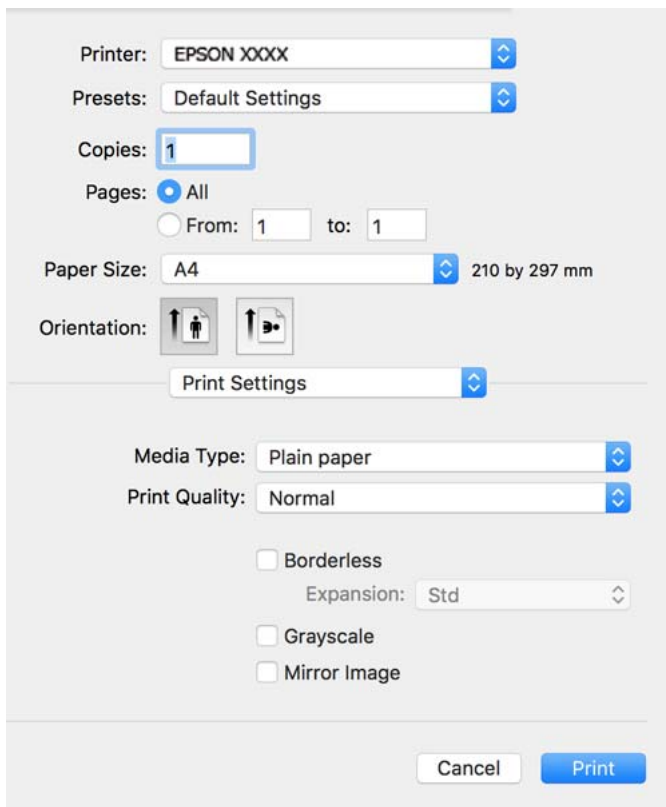 Printer: EPSON XXXX
Presets: Default Settings
Copies: 1
Pages: All
From: 1 to: 1
Paper Size: A4 210 by 297 mm
Orientation:
Print Settings
Media Type: Plain paper
Print Quality: Normal
Borderless
Expansion: Std
Grayscale
Mirror Image
Cancel Print